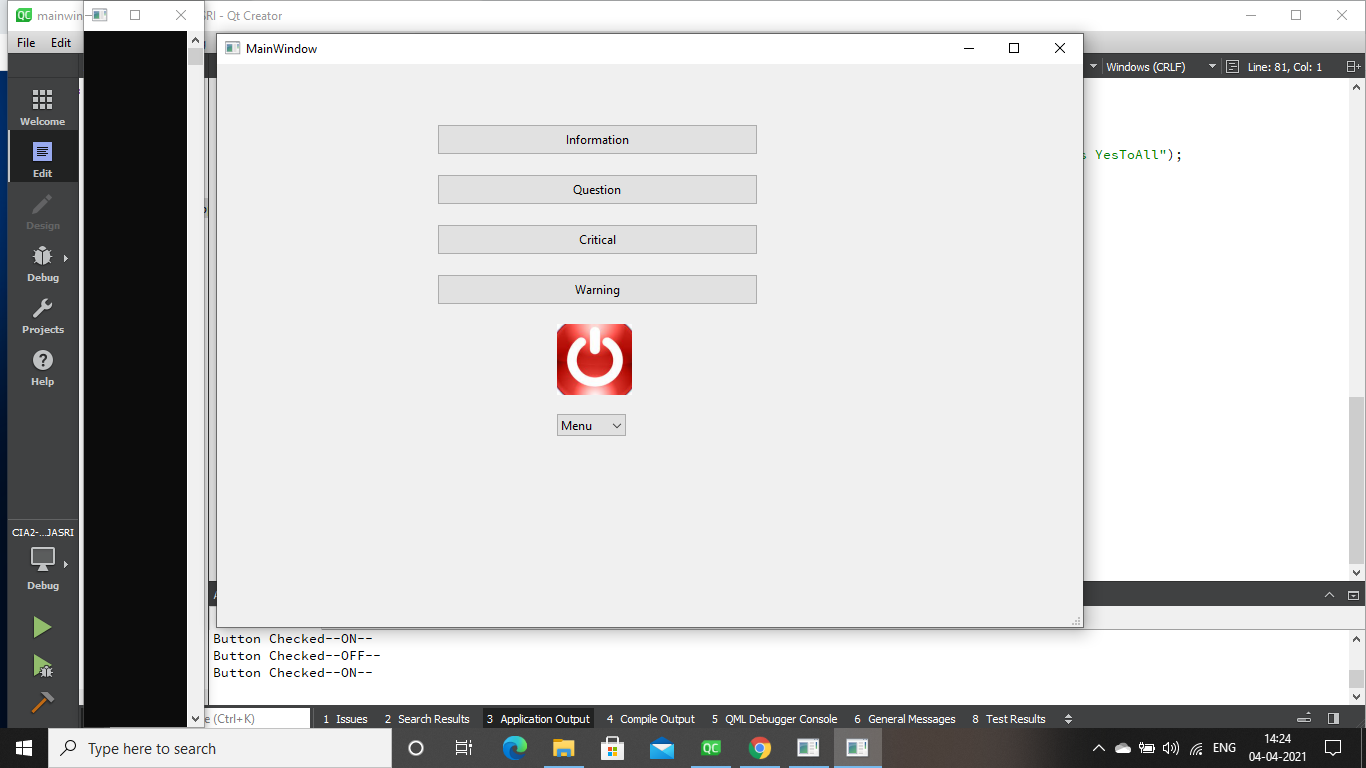 mainwin
RI - Qt Creator
File Edit
MainWindow
Windows (CRLF)
Line: 81, Col: 1
Welcome
Edit
Design
Debug
Projects
Help
Information
Question
Critical
Warning
Menu
s YesToAll");
CIA2-...JASRI
Debug
Button Checked--ON--
Button Checked--OFF--
Button Checked--ON--
e (Ctrl+K)
1 Issues
2 Search Results
3 Application Output
4 Compile Output
5 QML Debugger Console
6 General Messages
8 Test Results
Type here to search
QC
ENG
14:24
04-04-2021